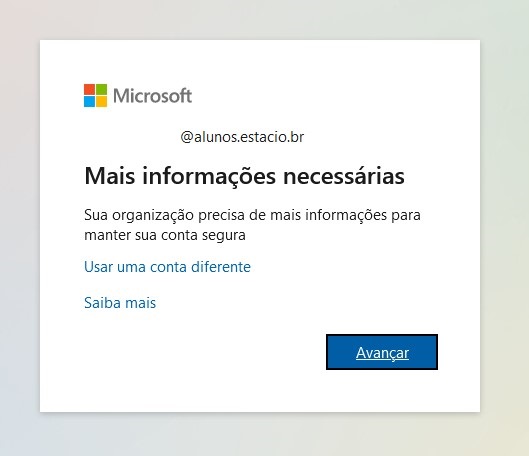 Microsoft
@alunos.estacio.br
Mais informações necessárias
Sua organização precisa de mais informações para
manter sua conta segura
Usar uma conta diferente
Saiba mais
Avançar